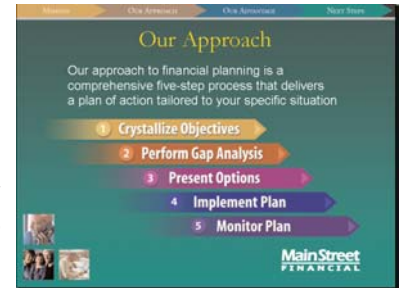 Mission Our Approach Our Advantage Next Steps
Our Approach
Our approach to financial planning is a
comprehensive five-step process that delivers
a plan of action tailored to your specific situation
1 Crystallize Objectives
2 Perform Gap Analysis
3 Present Options
4 Implement Plan
5 Monitor Plan
MainStreet
FINANCIAL